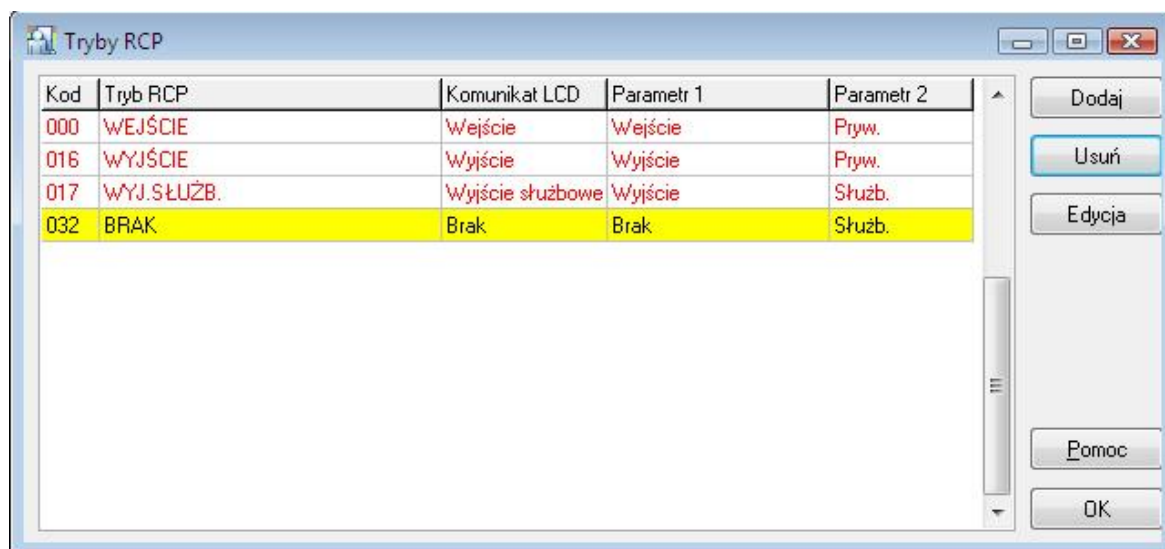 Tryby RCP
Kod Tryb RCP Komunikat LCD Parametr 1 Parametr 2
000 WEJŚCIE Wejście Wejście Pryw.
016 WYJŚCIE Wyjście Wyjście Pryw.
017 WYJ.SŁUŻB. Wyjście służbowe Wyjście Służb.
032 BRAK Brak Brak Służb.
Dodaj
Usuń
Edycja
Pomoc
OK